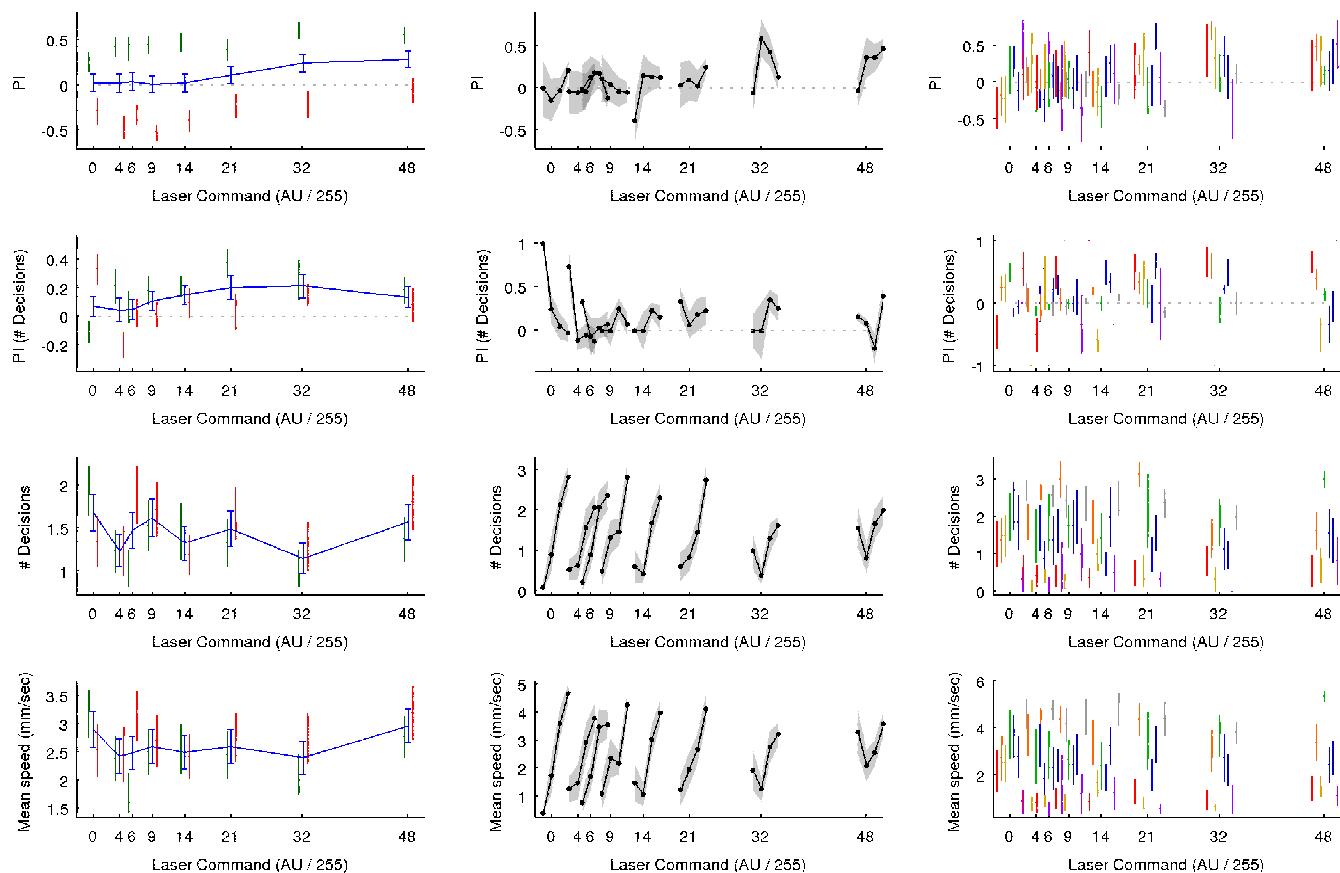 PI
0.5
0
-0.5
0 4 6 9 14 21 32 48
Laser Command (AU / 255)
PI
0.5
0
-0.5
0 4 6 9 14 21 32 48
Laser Command (AU / 255)
PI
0.5
0
-0.5
0 4 6 9 14 21 32 48
Laser Command (AU / 255)
PI (# Decisions)
0.4
0.2
0
-0.2
0 4 6 9 14 21 32 48
Laser Command (AU / 255)
PI (# Decisions)
1
0.5
0
0 4 6 9 14 21 32 48
Laser Command (AU / 255)
PI (# Decisions)
1
0
-1
0 4 6 9 14 21 32 48
Laser Command (AU / 255)
# Decisions
2
1.5
1
0 4 6 9 14 21 32 48
Laser Command (AU / 255)
# Decisions
3
2
1
0
0 4 6 9 14 21 32 48
Laser Command (AU / 255)
# Decisions
3
2
1
0
0 4 6 9 14 21 32 48
Laser Command (AU / 255)
Mean speed (mm/sec)
3.5
3
2.5
2
1.5
0 4 6 9 14 21 32 48
Laser Command (AU / 255)
Mean speed (mm/sec)
5
4
3
2
1
0 4 6 9 14 21 32 48
Laser Command (AU / 255)
Mean speed (mm/sec)
6
4
2
0 4 6 9 14 21 32 48
Laser Command (AU / 255)